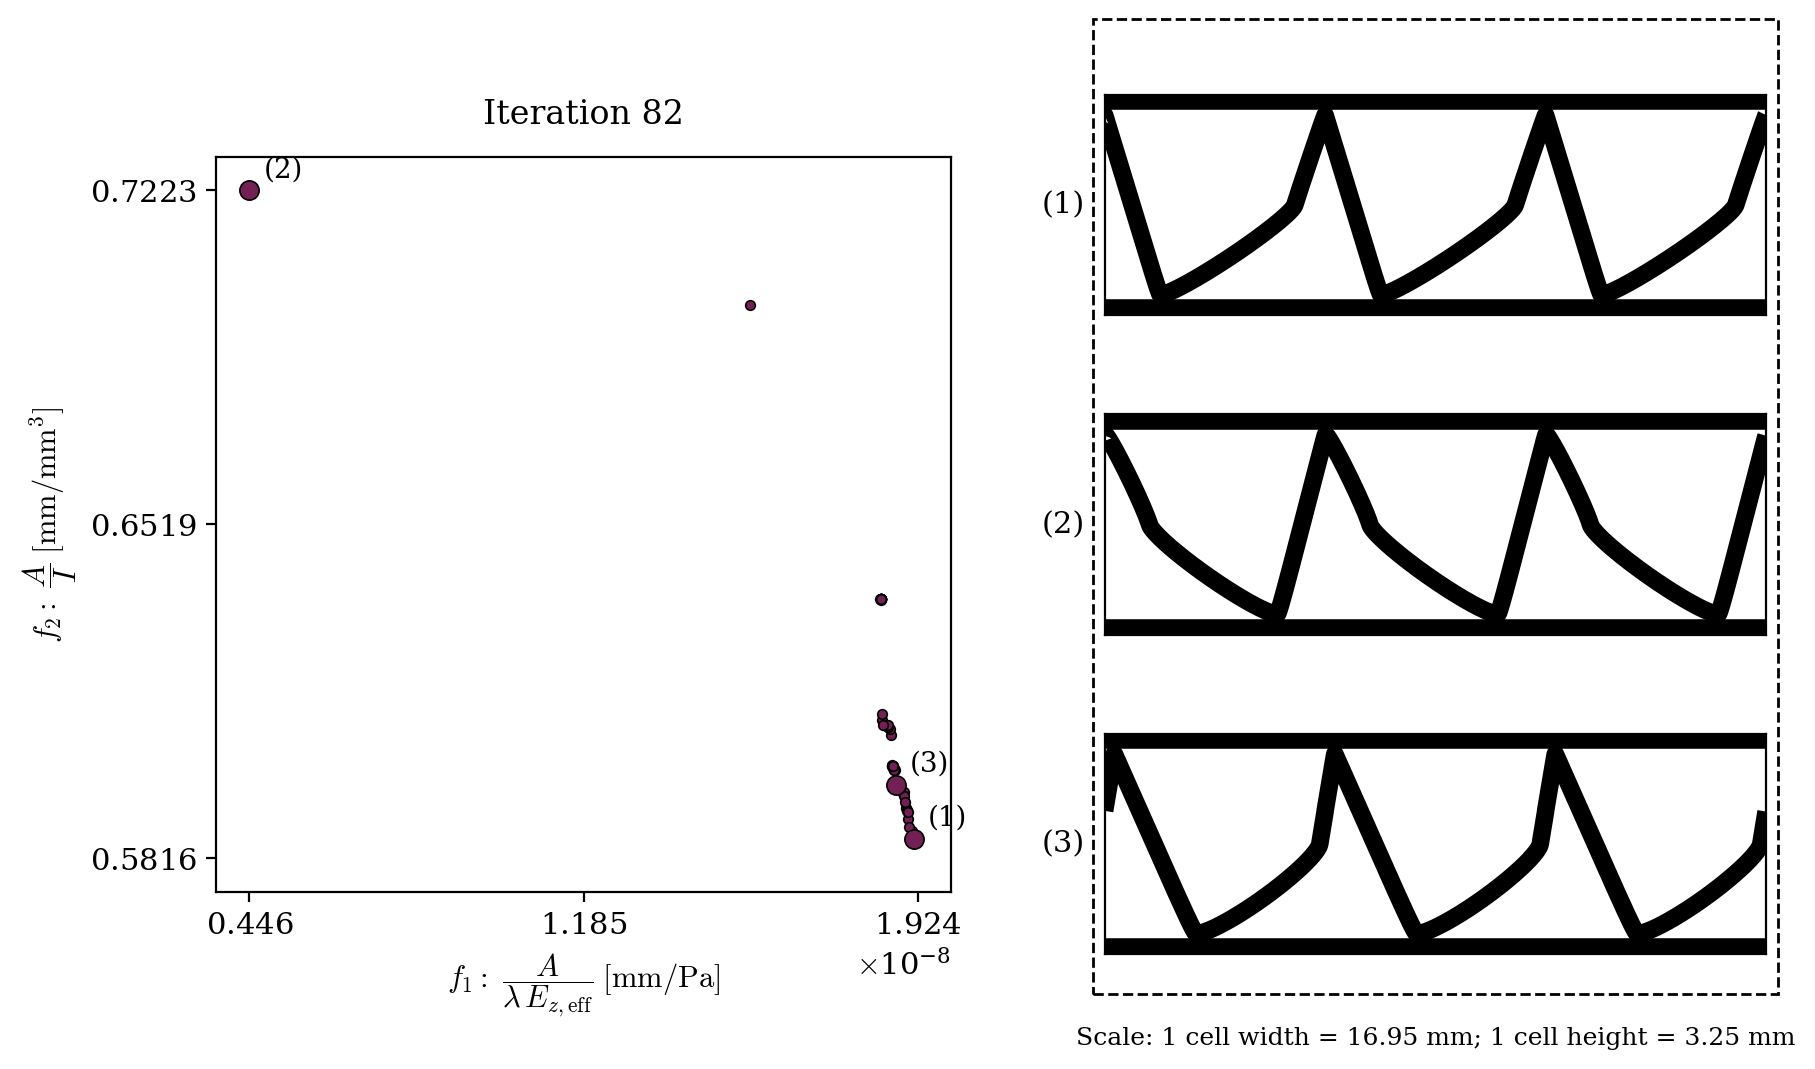 Iteration 82
(2)
0.7223
0.6519
0.5816
(3)
(1)
0.446 1.185 1.924
×10⁻⁸
f₁ : A / (λ E_{z, eff}) [mm/Pa]
f₂ : A / I [mm/mm³]
(1)
(2)
(3)
Scale: 1 cell width = 16.95 mm; 1 cell height = 3.25 mm